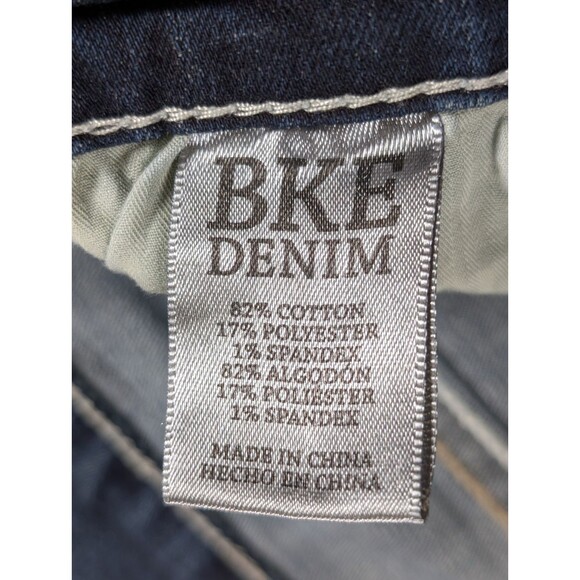 BKE
DENIM
82% COTTON
17% POLYESTER
1% SPANDEX
82% ALGODON
17% POLIÉSTER
1% SPANDEX
MADE IN CHINA
HECHO EN CHINA